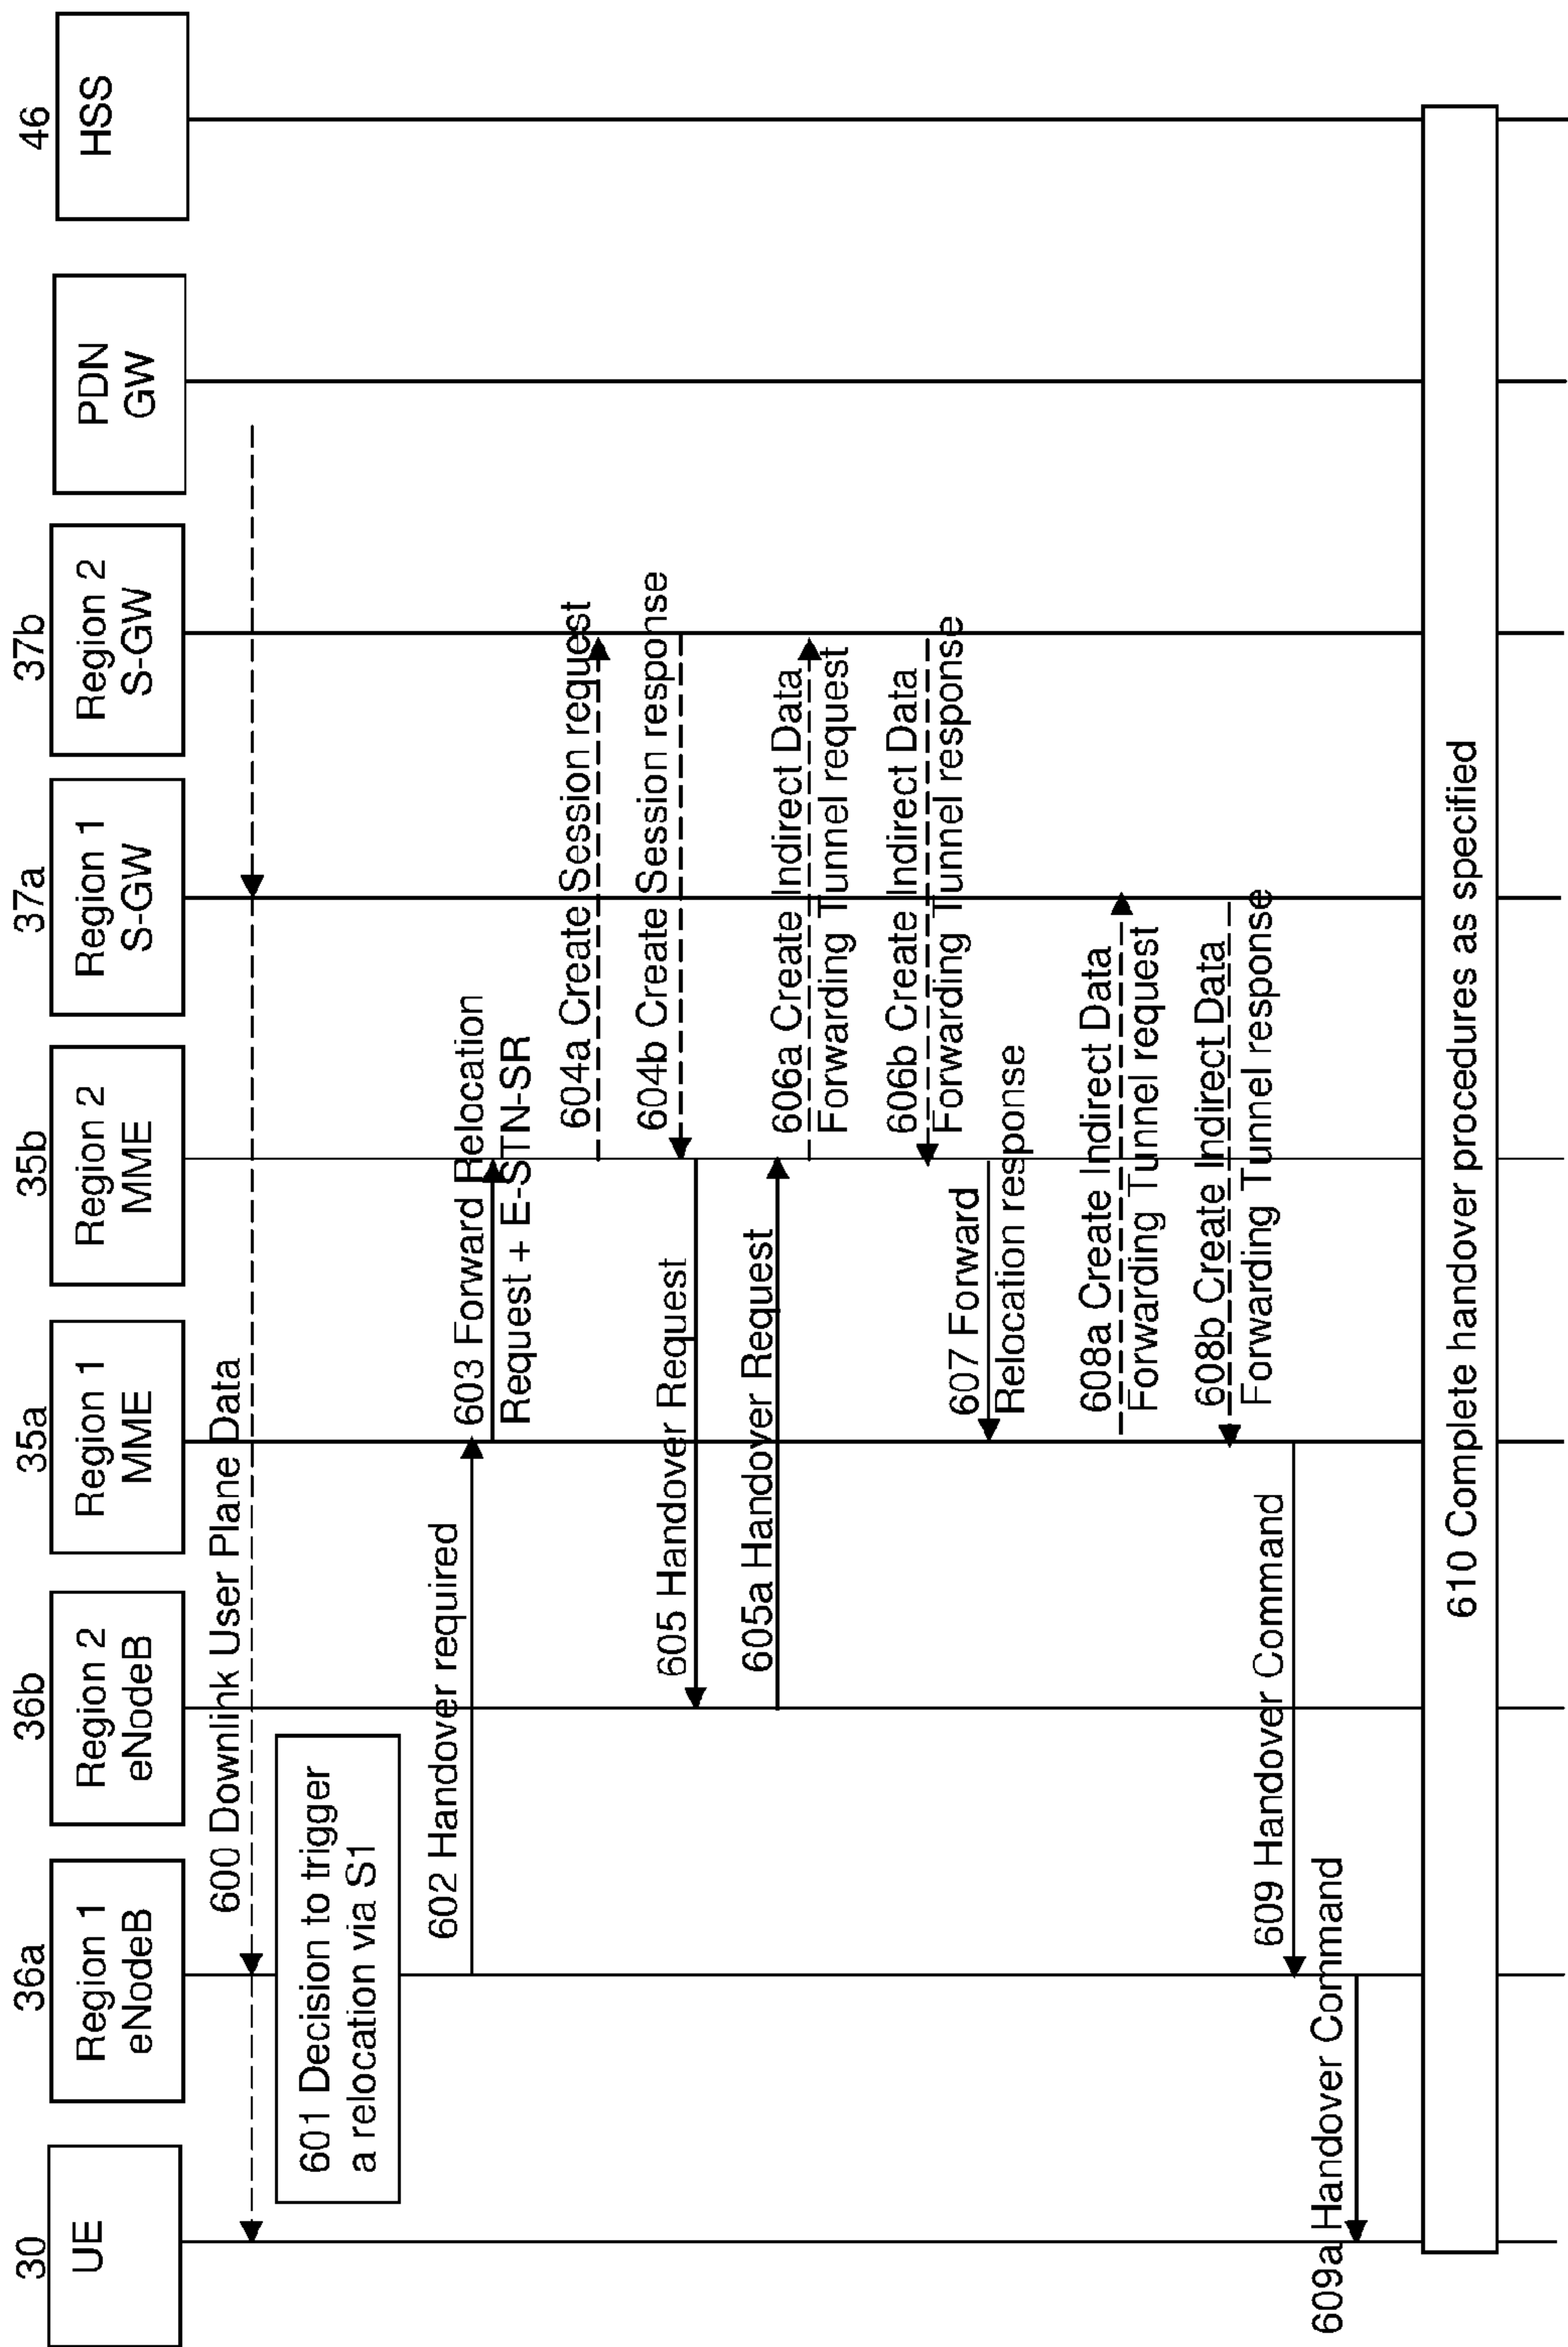 30
UE
36a
Region 1
eNodeB
36b
Region 2
eNodeB
35a
Region 1
MME
35b
Region 2
MME
37a
Region 1
S-GW
37b
Region 2
S-GW
PDN
GW
46
HSS
600 Downlink User Plane Data
601 Decision to trigger
a relocation via S1
602 Handover required
603 Forward Relocation
Request + E-STN-SR
604a Create Session request
604b Create Session response
605 Handover Request
605a Handover Request
606a Create Indirect Data
Forwarding Tunnel request
606b Create Indirect Data
Forwarding Tunnel response
607 Forward
Relocation response
608a Create Indirect Data
Forwarding Tunnel request
608b Create Indirect Data
Forwarding Tunnel response
609 Handover Command
609a Handover Command
610 Complete handover procedures as specified